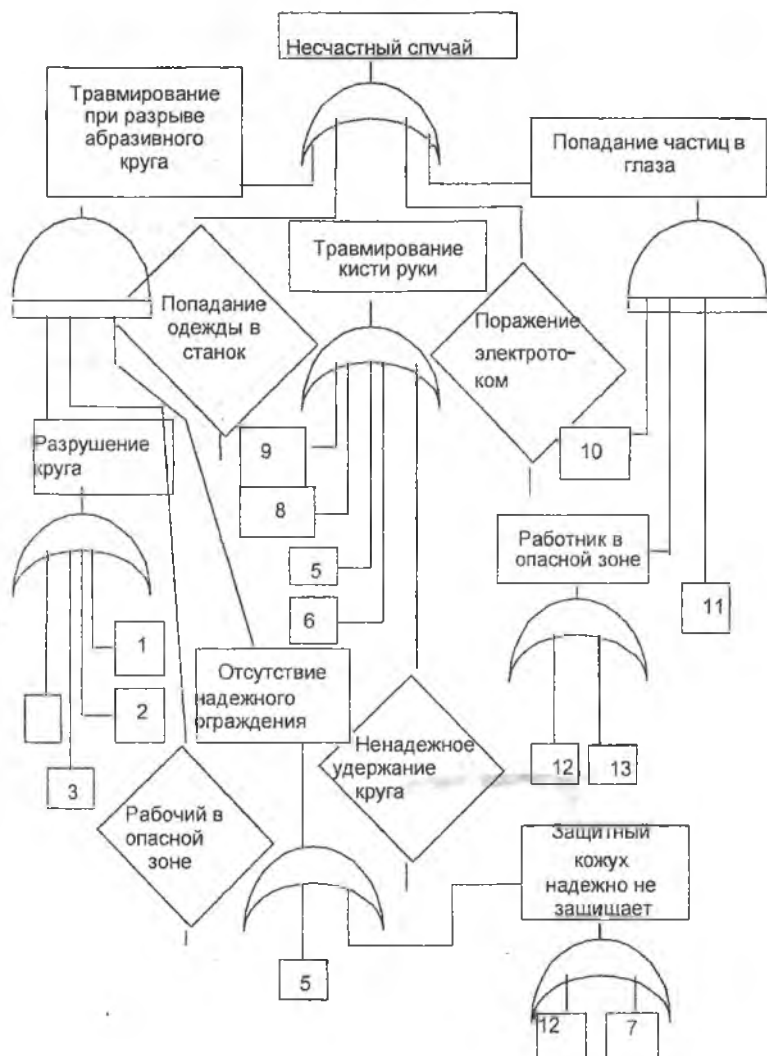 Несчастный случай
Травмирование
при разрыве
абразивного
круга
Попадание частиц в
глаза
Травмирование
кисти руки
Попадание
одежды в
станок
Поражение
электрото-
ком
Разрушение
круга
9
10
8
5
6
Работник в
опасной зоне
11
1
2
3
Отсутствие
надежного
ограждения
Ненадежное
удержание
круга
12
13
Рабочий в
опасной
зоне
Защитный
кожух
надежно не
зашищает
5
12
7